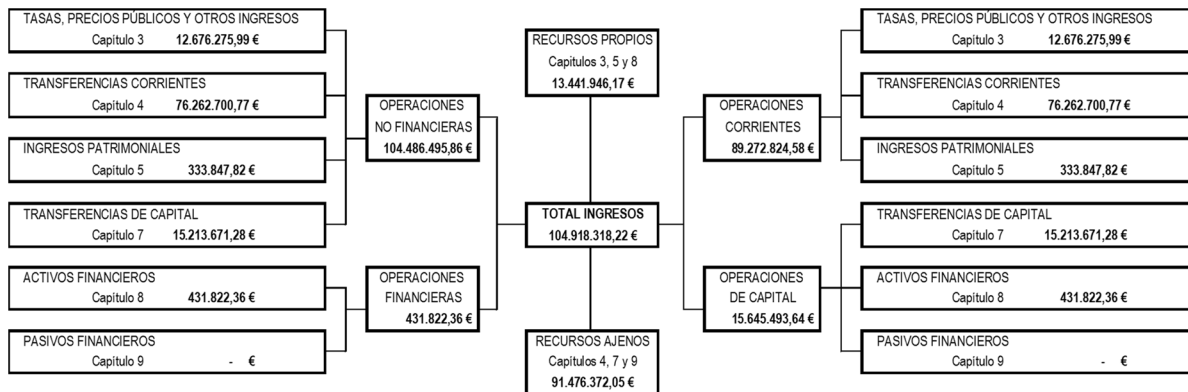 TASAS, PRECIOS PÚBLICOS Y OTROS INGRESOS
Capítulo 3 12.676.275,99 €
TRANSFERENCIAS CORRIENTES
Capítulo 4 76.262.700,77 €
INGRESOS PATRIMONIALES
Capítulo 5 333.847,82 €
TRANSFERENCIAS DE CAPITAL
Capítulo 7 15.213.671,28 €
ACTIVOS FINANCIEROS
Capítulo 8 431.822,36 €
PASIVOS FINANCIEROS
Capítulo 9 - €
OPERACIONES
NO FINANCIERAS
104.486.495,86 €
OPERACIONES
FINANCIERAS
431.822,36 €
RECURSOS PROPIOS
Capítulos 3, 5 y 8
13.441.946,17 €
TOTAL INGRESOS
104.918.318,22 €
RECURSOS AJENOS
Capítulos 4, 7 y 9
91.476.372,05 €
OPERACIONES
CORRIENTES
89.272.824,58 €
OPERACIONES
DE CAPITAL
15.645.493,64 €
TASAS, PRECIOS PÚBLICOS Y OTROS INGRESOS
Capítulo 3 12.676.275,99 €
TRANSFERENCIAS CORRIENTES
Capítulo 4 76.262.700,77 €
INGRESOS PATRIMONIALES
Capítulo 5 333.847,82 €
TRANSFERENCIAS DE CAPITAL
Capítulo 7 15.213.671,28 €
ACTIVOS FINANCIEROS
Capítulo 8 431.822,36 €
PASIVOS FINANCIEROS
Capítulo 9 - €